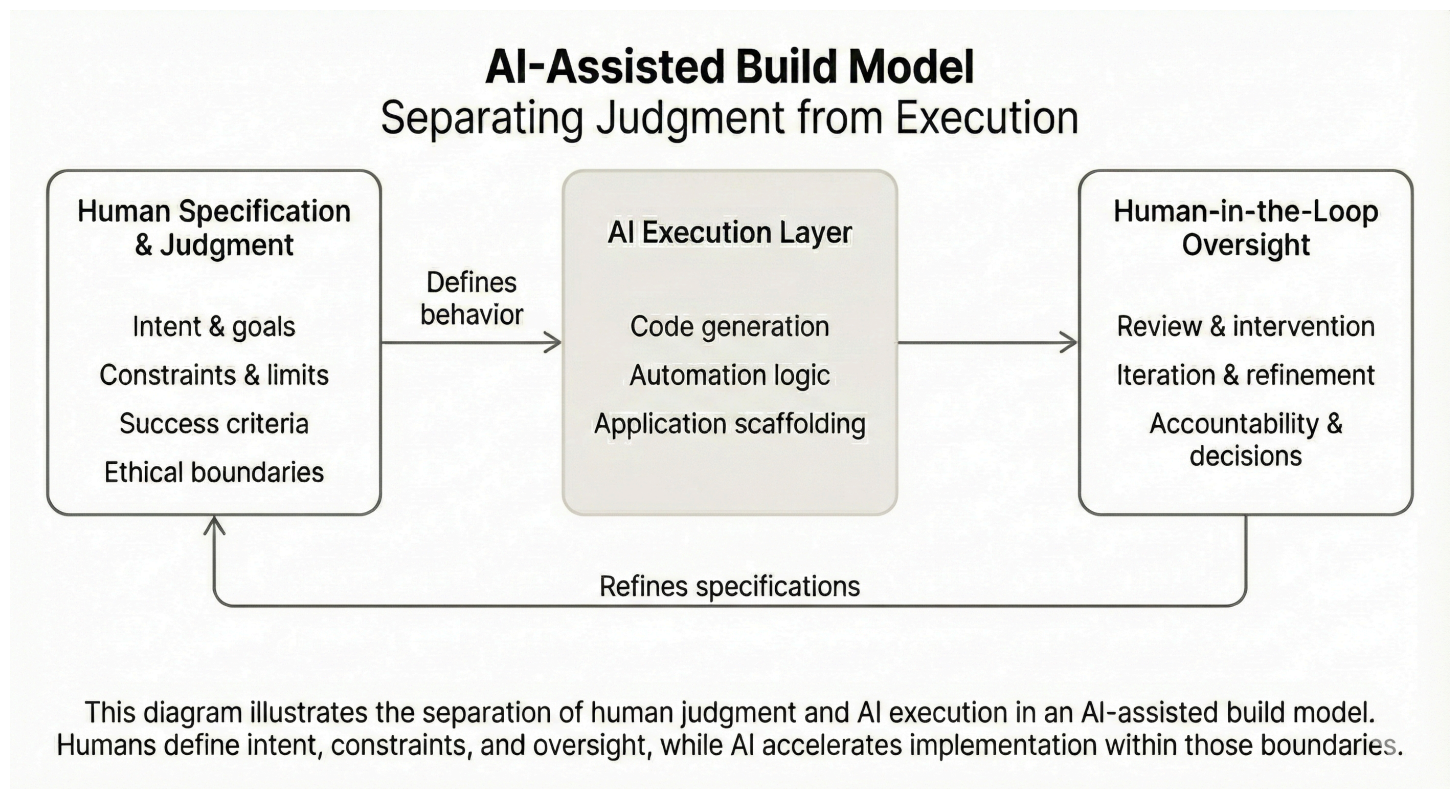 AI-Assisted Build Model
Separating Judgment from Execution
Human Specification
& Judgment
Intent & goals
Constraints & limits
Success criteria
Ethical boundaries
Defines
behavior
AI Execution Layer
Code generation
Automation logic
Application scaffolding
Human-in-the-Loop
Oversight
Review & intervention
Iteration & refinement
Accountability &
decisions
Refines specifications
This diagram illustrates the separation of human judgment and AI execution in an AI-assisted build model.
Humans define intent, constraints, and oversight, while AI accelerates implementation within those boundaries.